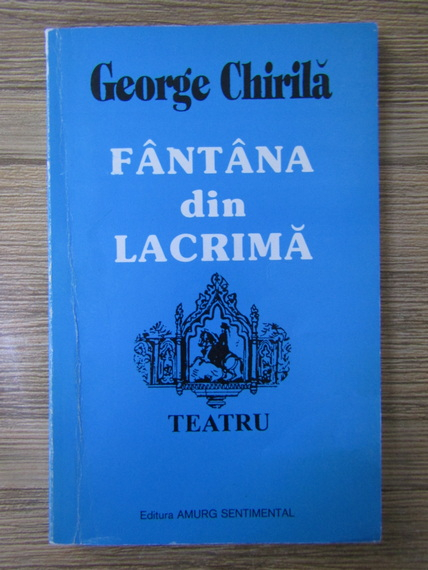 George Chirilă
FÂNTÂNA
din
LACRIMĂ
TEATRU
Editura AMURG SENTIMENTAL